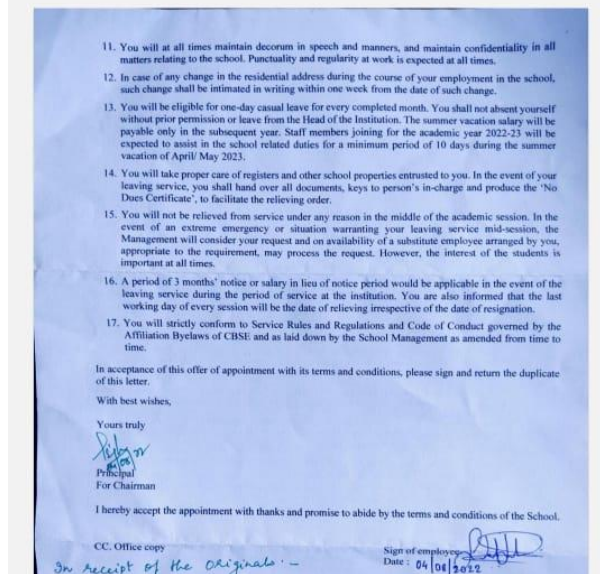 11. You will at all times maintain decorum in speech and manners, and maintain confidentiality in all
matters relating to the school. Punctuality and regularity at work is expected at all times.
12. In case of any change in the residential address during the course of your employment in the school,
such change shall be intimated in writing within one week from the date of such change.
13. You will be eligible for one-day casual leave for every completed month. You shall not absent yourself
without prior permission or leave from the Head of the Institution. The summer vacation salary will be
payable only in the subsequent year. Staff members joining for the academic year 2022-23 will be
expected to assist in the school related duties for a minimum period of 10 days during the summer
vacation of April/ May 2023.
14. You will take proper care of registers and other school properties entrusted to you. In the event of your
leaving service, you shall hand over all documents, keys to person's in-charge and produce the 'No
Dues Certificate', to facilitate the relieving order.
15. You will not be relieved from service under any reason in the middle of the academic session. In the
event of an extreme emergency or situation warranting your leaving service mid-session, the
Management will consider your request and on availability of a substitute employee arranged by you,
appropriate to the requirement, may process the request. However, the interest of the students is
important at all times.
16. A period of 3 months' notice or salary in lieu of notice period would be applicable in the event of the
leaving service during the period of service at the institution. You are also informed that the last
working day of every session will be the date of relieving irrespective of the date of resignation.
17. You will strictly conform to Service Rules and Regulations and Code of Conduct governed by the
Affiliation Byelaws of CBSE and as laid down by the School Management as amended from time to
time.
In acceptance of this offer of appointment with its terms and conditions, please sign and return the duplicate
of this letter.
With best wishes,
Yours truly
Principal
For Chairman
I hereby accept the appointment with thanks and promise to abide by the terms and conditions of the School.
CC. Office copy
Sign of employee
Date : 04/08/2022
In receipt of the originals : -